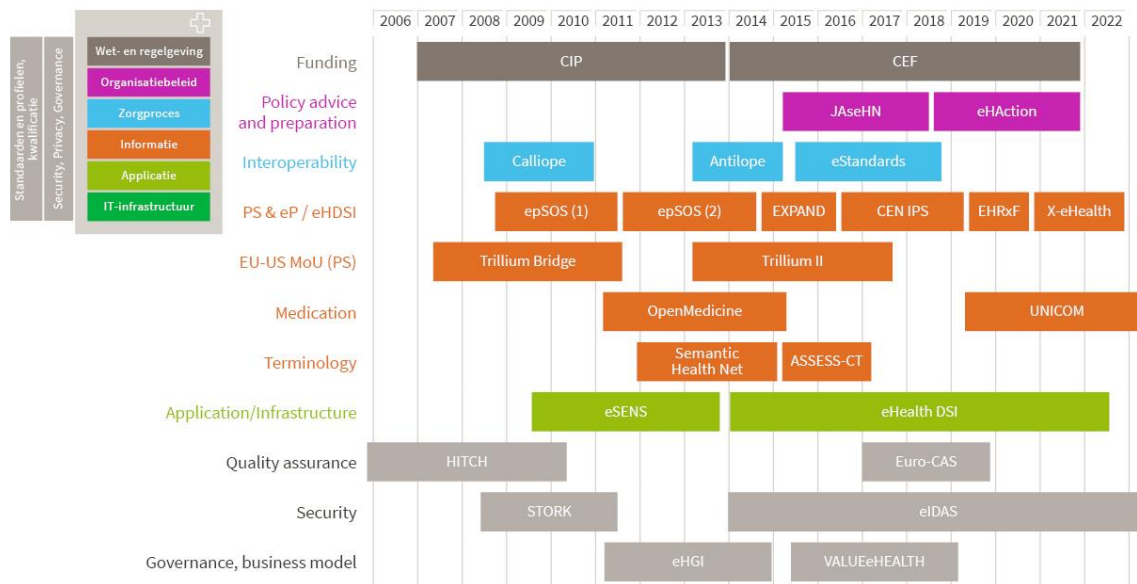 2006 2007 2008 2009 2010 2011 2012 2013 2014 2015 2016 2017 2018 2019 2020 2021 2022
Standaarden en profielen,
kwalificatie
Security, Privacy, Governance
Wet- en regelgeving
Organisatiebeleid
Zorgproces
Informatie
Applicatie
IT-infrastructuur
Funding CIP CEF
Policy advice
and preparation JAseHN eHAction
Interoperability Calliope Antilope eStandards
PS & eP / eHDSI epSOS (1) epSOS (2) EXPAND CEN IPS EHRxF X-eHealth
EU-US MoU (PS) Trillium Bridge Trillium II
Medication OpenMedicine UNICOM
Terminology Semantic
Health Net ASSESS-CT
Application/Infrastructure eSENS eHealth DSI
Quality assurance HITCH Euro-CAS
Security STORK eIDAS
Governance, business model eHGI VALUEeHEALTH